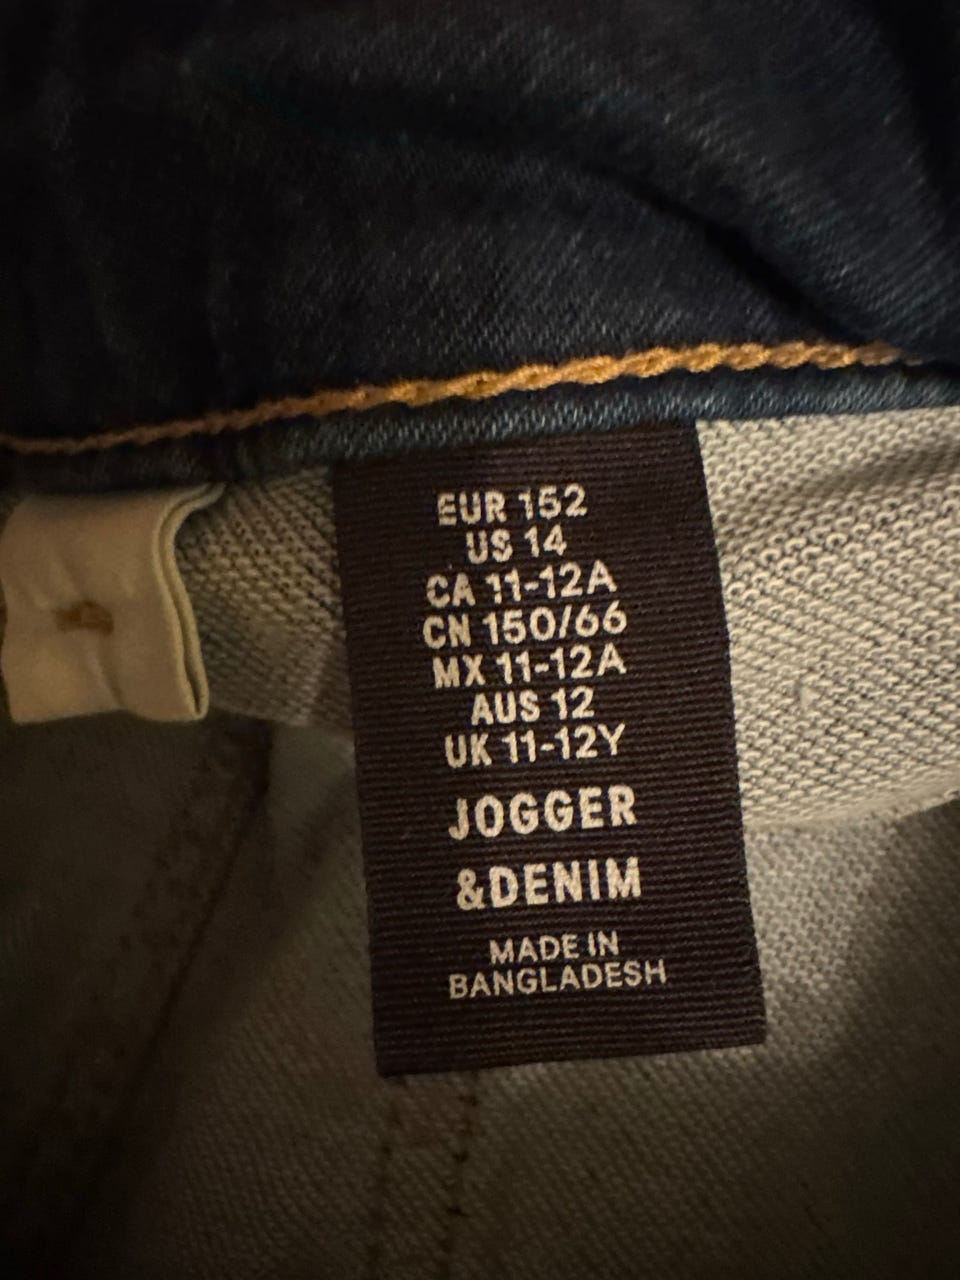 EUR 152
US 14
CA 11-12A
CN 150/66
MX 11-12A
AUS 12
UK 11-12Y
JOGGER
&DENIM
MADE IN
BANGLADESH